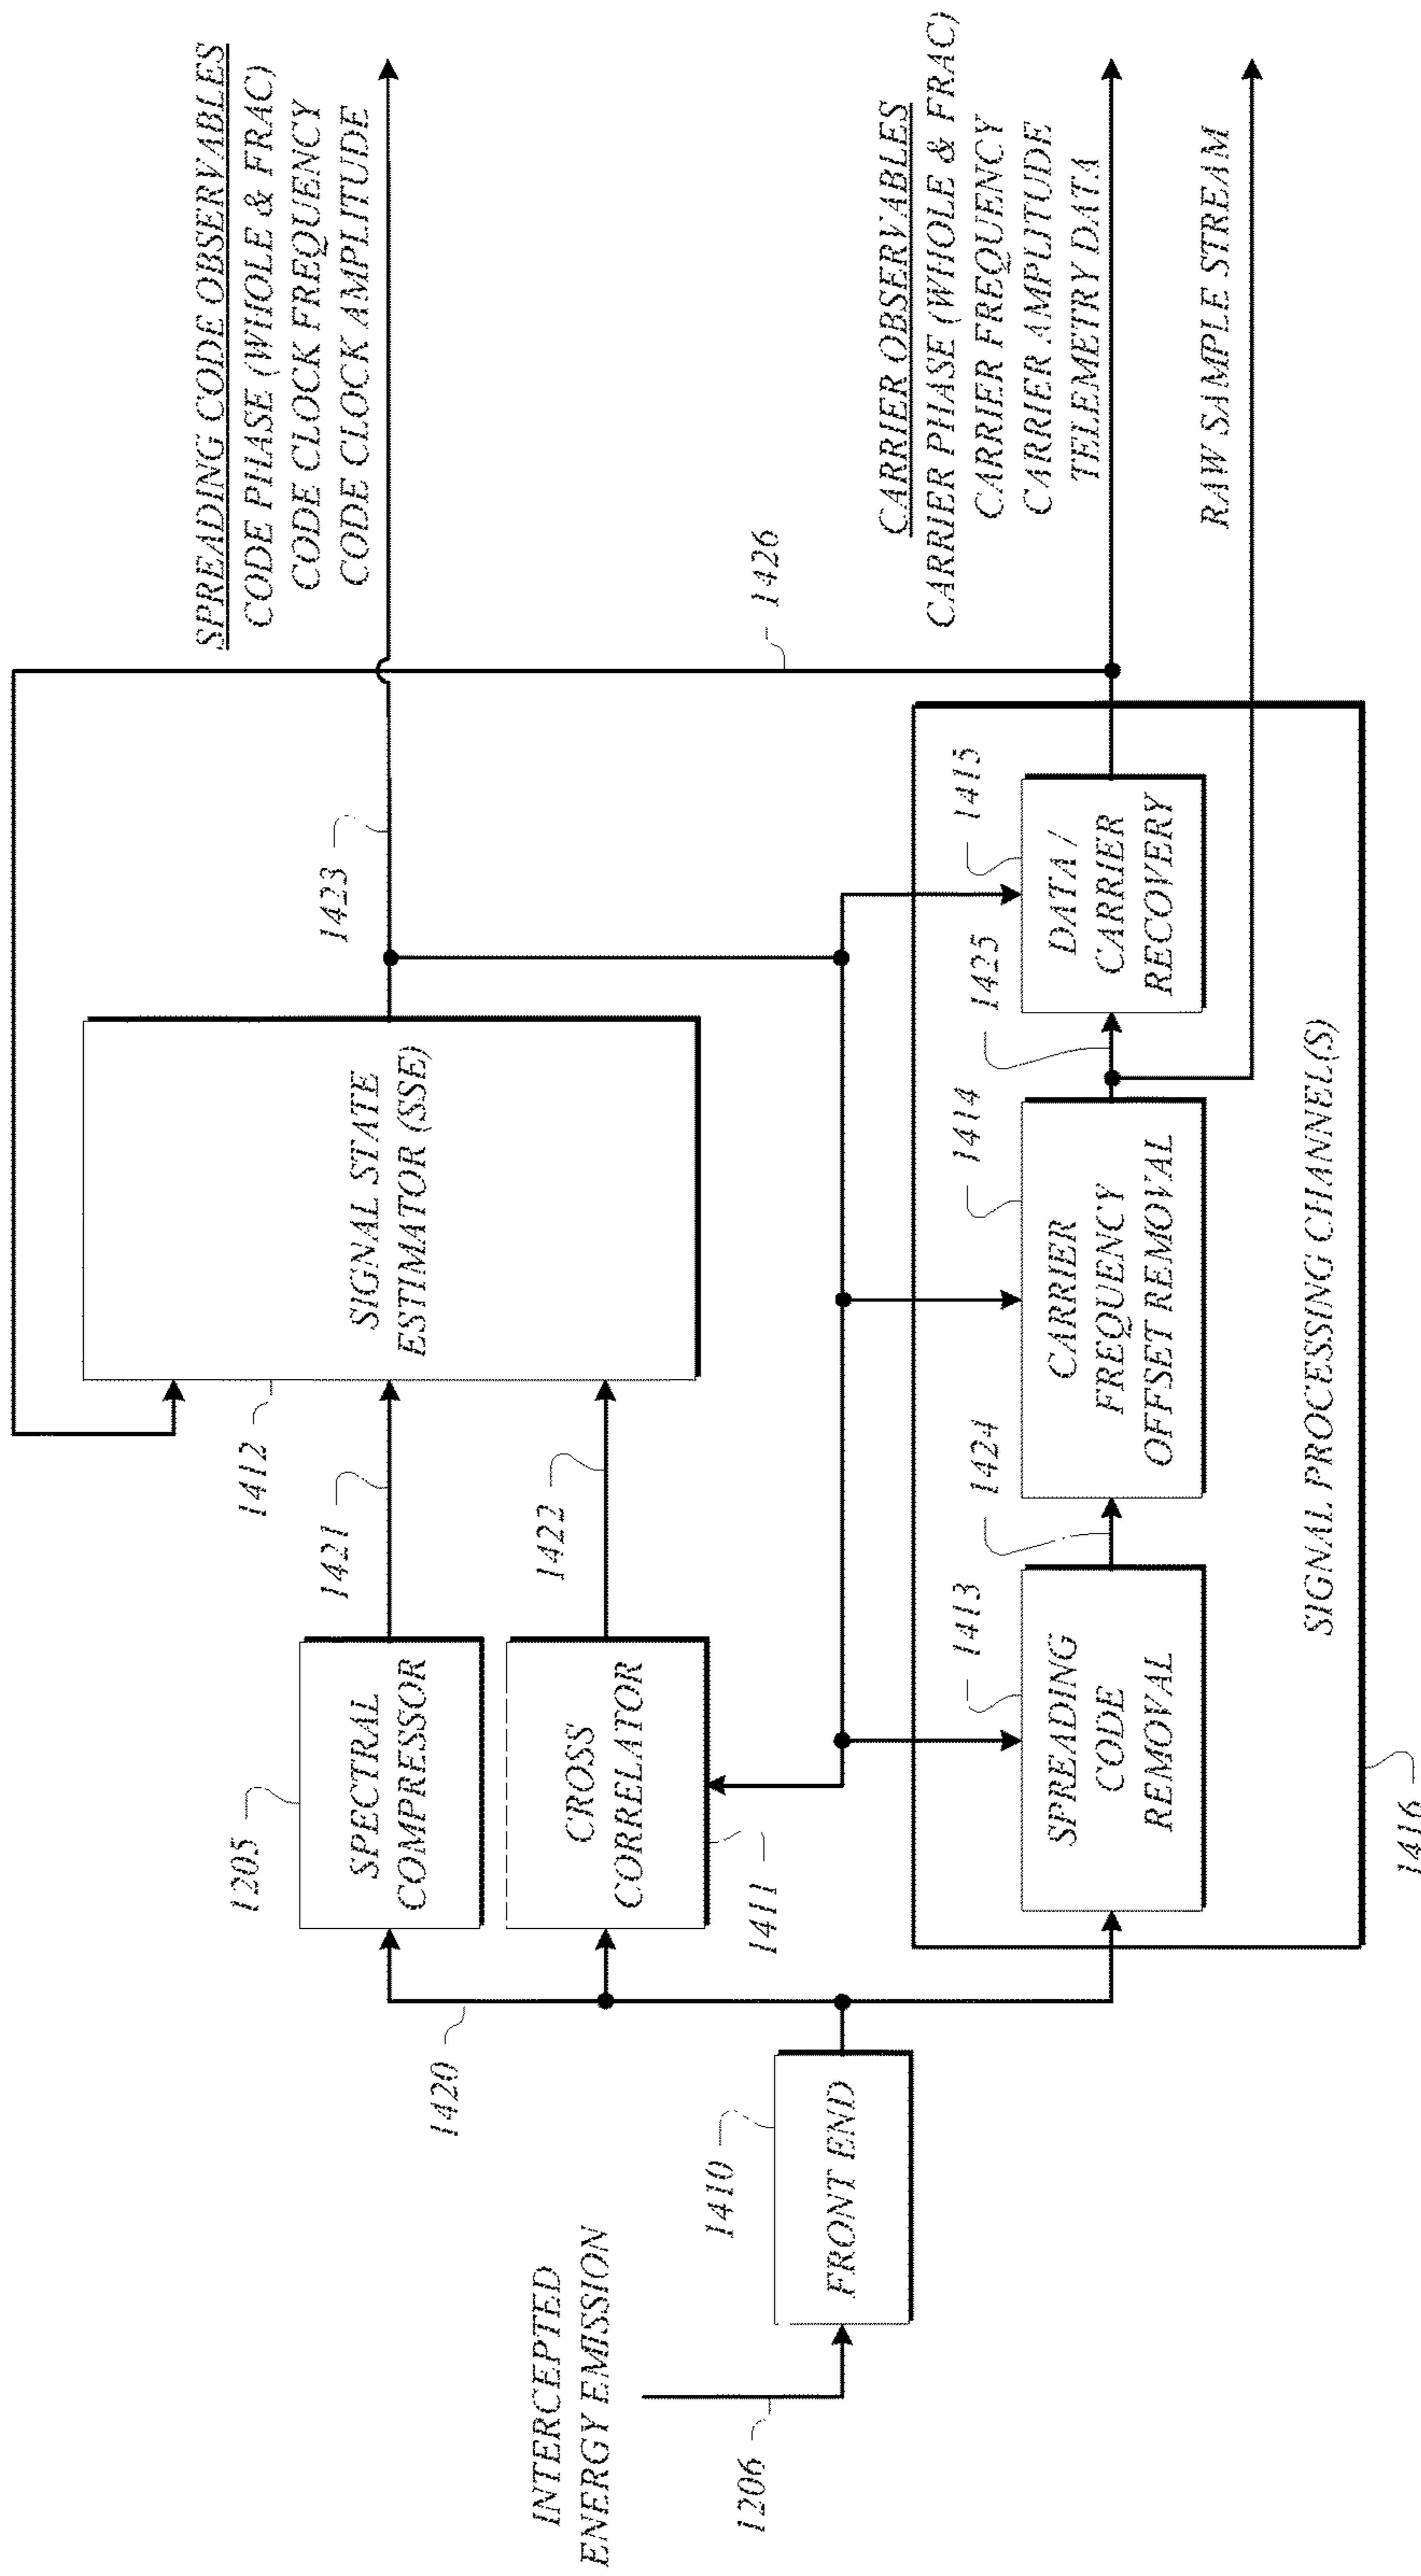 SPREADING CODE OBSERVABLES
CODE PHASE (WHOLE & FRAC)
CODE CLOCK FREQUENCY
CODE CLOCK AMPLITUDE
1426
1423
SIGNAL STATE
ESTIMATOR (SSE)
1412
1421
1422
1205
SPECTRAL
COMPRESSOR
CROSS
CORRELATOR
1411
1420
INTERCEPTED
ENERGY EMISSION
1206
1410
FRONT END
CARRIER OBSERVABLES
CARRIER PHASE (WHOLE & FRAC)
CARRIER FREQUENCY
CARRIER AMPLITUDE
TELEMETRY DATA
RAW SAMPLE STREAM
1413
SPREADING
CODE
REMOVAL
1424
1414
CARRIER
FREQUENCY
OFFSET REMOVAL
1425
1415
DATA /
CARRIER
RECOVERY
SIGNAL PROCESSING CHANNEL(S)
1416